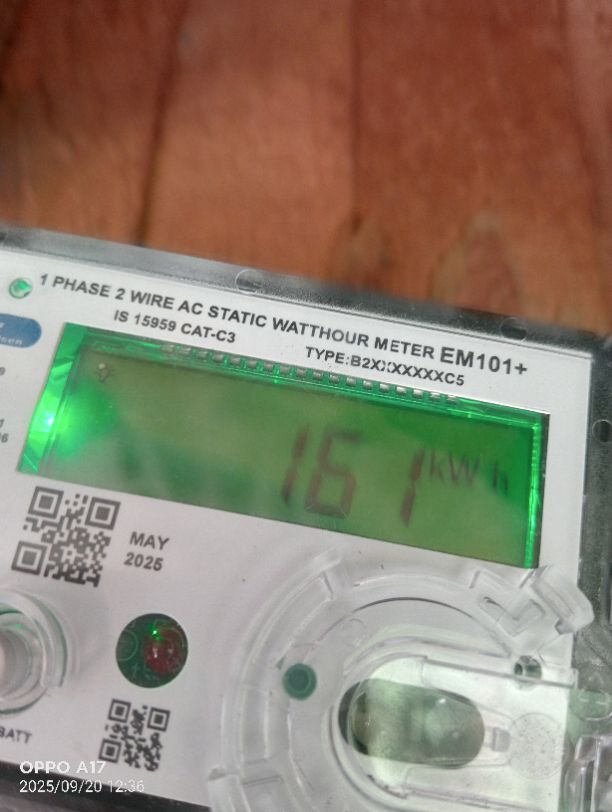 1 PHASE 2 WIRE AC STATIC WATTHOUR METER EM101+
IS 15959 CAT-C3
TYPE:B2XXXXXXXC5
161 kWh
MAY
2025
BATT
OPPO A17
2025/09/20 12:36